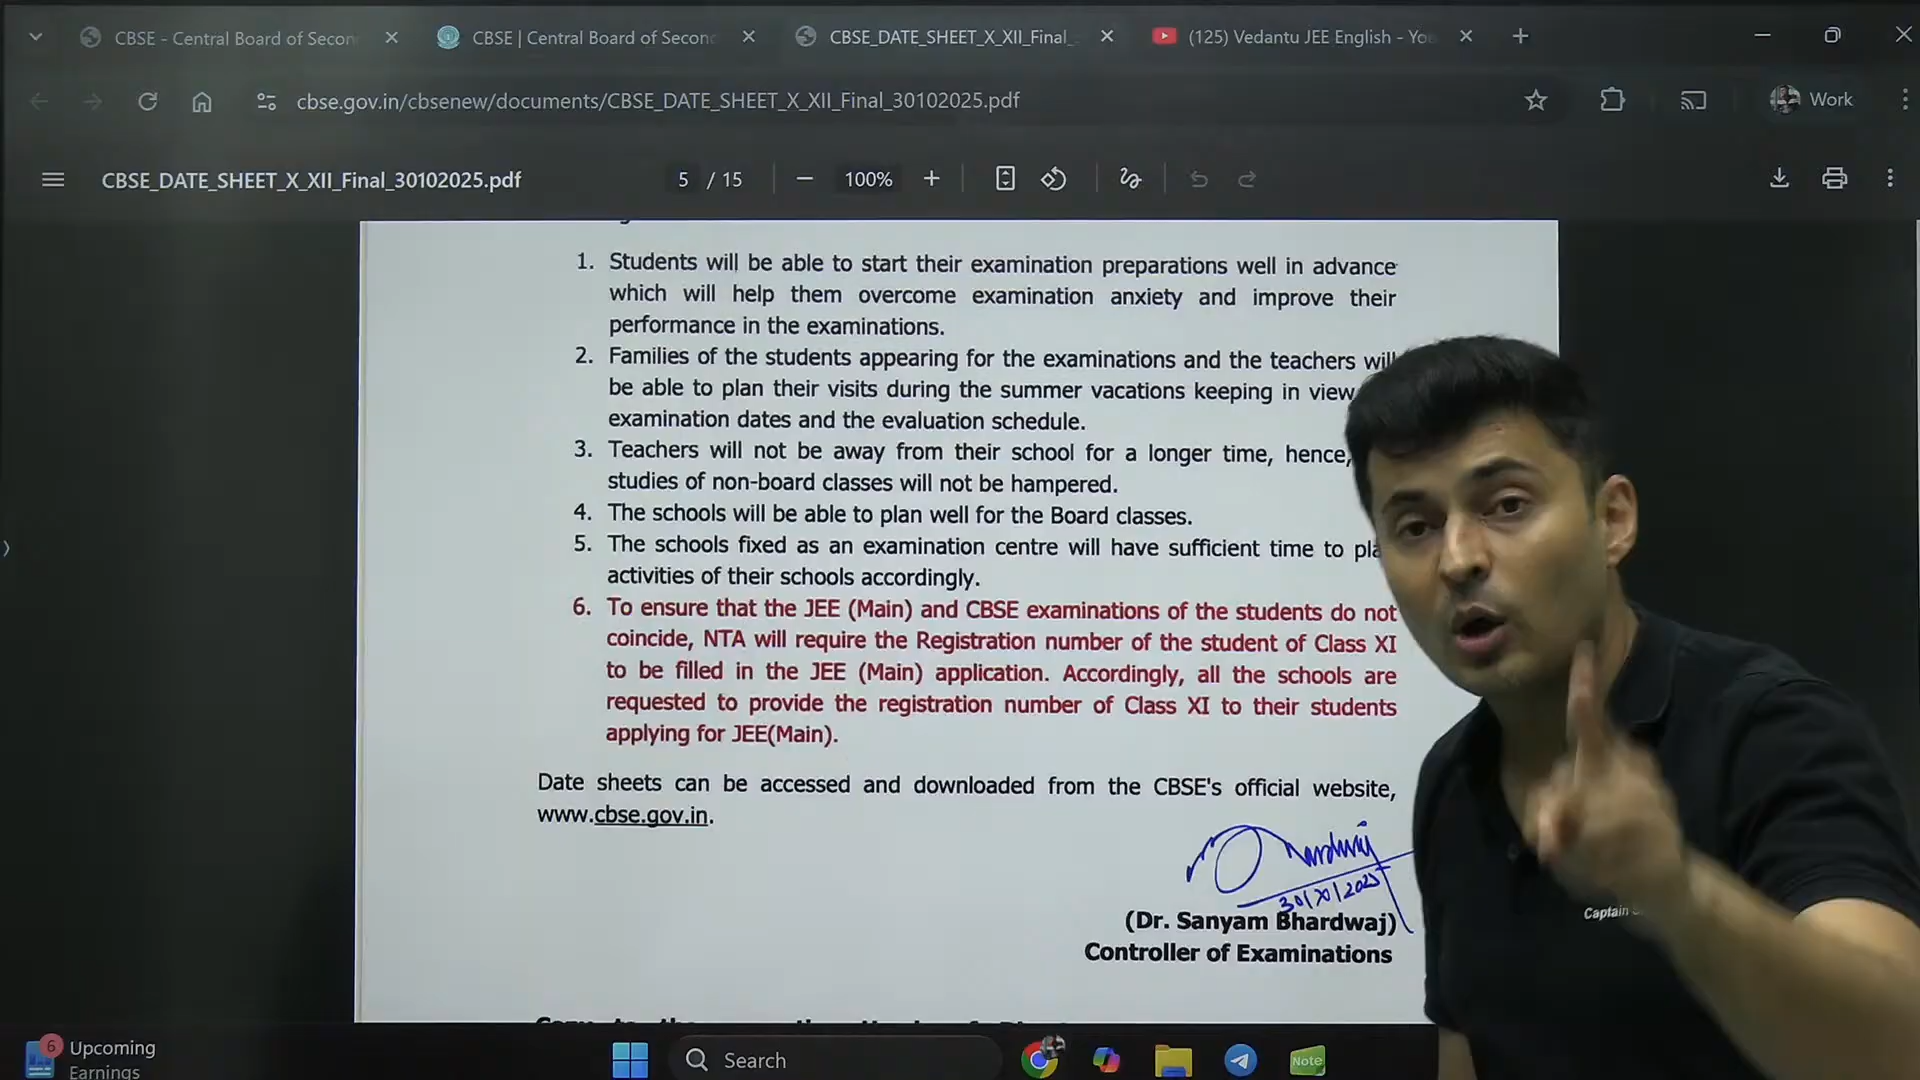 CBSE - Central Board of Secon
CBSE | Central Board of Secon
CBSE_DATE_SHEET_X_XII_Final_
(125) Vedantu JEE English - You
cbse.gov.in/cbsenew/documents/CBSE_DATE_SHEET_X_XII_Final_30102025.pdf
Work
CBSE_DATE_SHEET_X_XII_Final_30102025.pdf
5 / 15
100%
1. Students will be able to start their examination preparations well in advance
which will help them overcome examination anxiety and improve their
performance in the examinations.
2. Families of the students appearing for the examinations and the teachers will
be able to plan their visits during the summer vacations keeping in view
examination dates and the evaluation schedule.
3. Teachers will not be away from their school for a longer time, hence,
studies of non-board classes will not be hampered.
4. The schools will be able to plan well for the Board classes.
5. The schools fixed as an examination centre will have sufficient time to pla
activities of their schools accordingly.
6. To ensure that the JEE (Main) and CBSE examinations of the students do not
coincide, NTA will require the Registration number of the student of Class XI
to be filled in the JEE (Main) application. Accordingly, all the schools are
requested to provide the registration number of Class XI to their students
applying for JEE(Main).
Date sheets can be accessed and downloaded from the CBSE's official website,
www.cbse.gov.in.
30/X/2025
(Dr. Sanyam Bhardwaj)
Controller of Examinations
Captain
6
Upcoming
Earnings
Search
Note